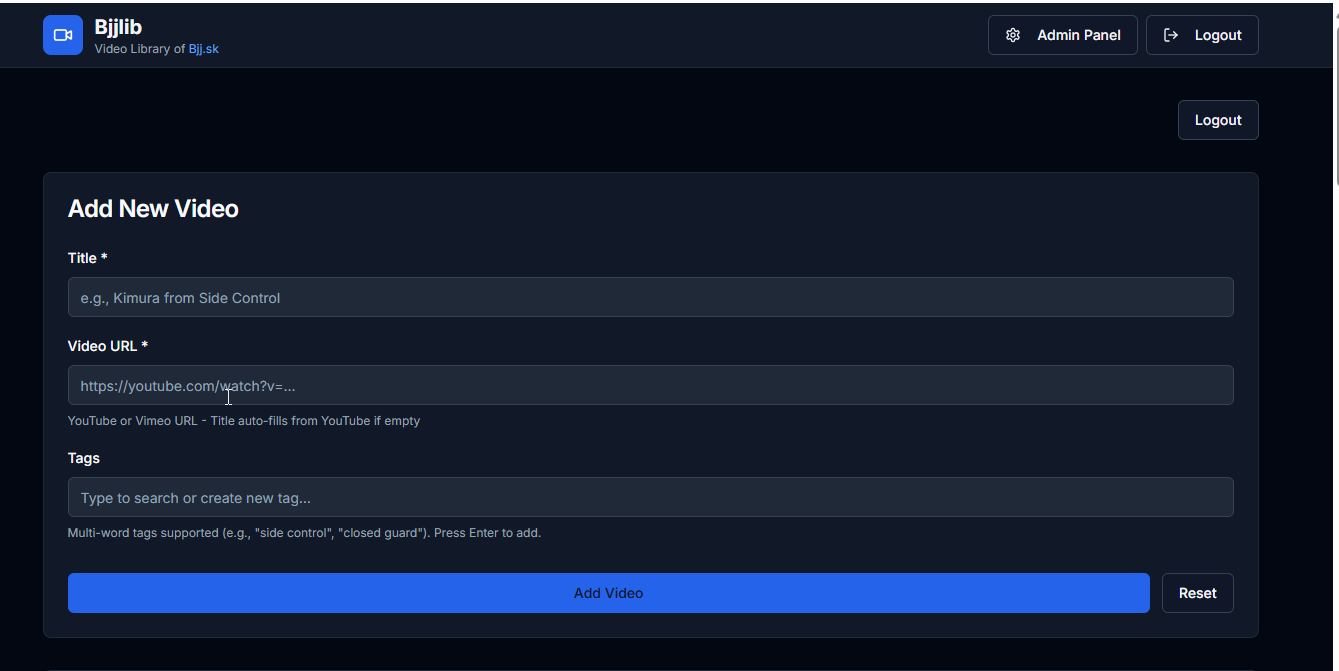 Bjjlib
Video Library of Bjj.sk
Admin Panel
Logout
Logout
Add New Video
Title *
e.g., Kimura from Side Control
Video URL *
https://youtube.com/watch?v=...
YouTube or Vimeo URL - Title auto-fills from YouTube if empty
Tags
Type to search or create new tag...
Multi-word tags supported (e.g., "side control", "closed guard"). Press Enter to add.
Add Video
Reset